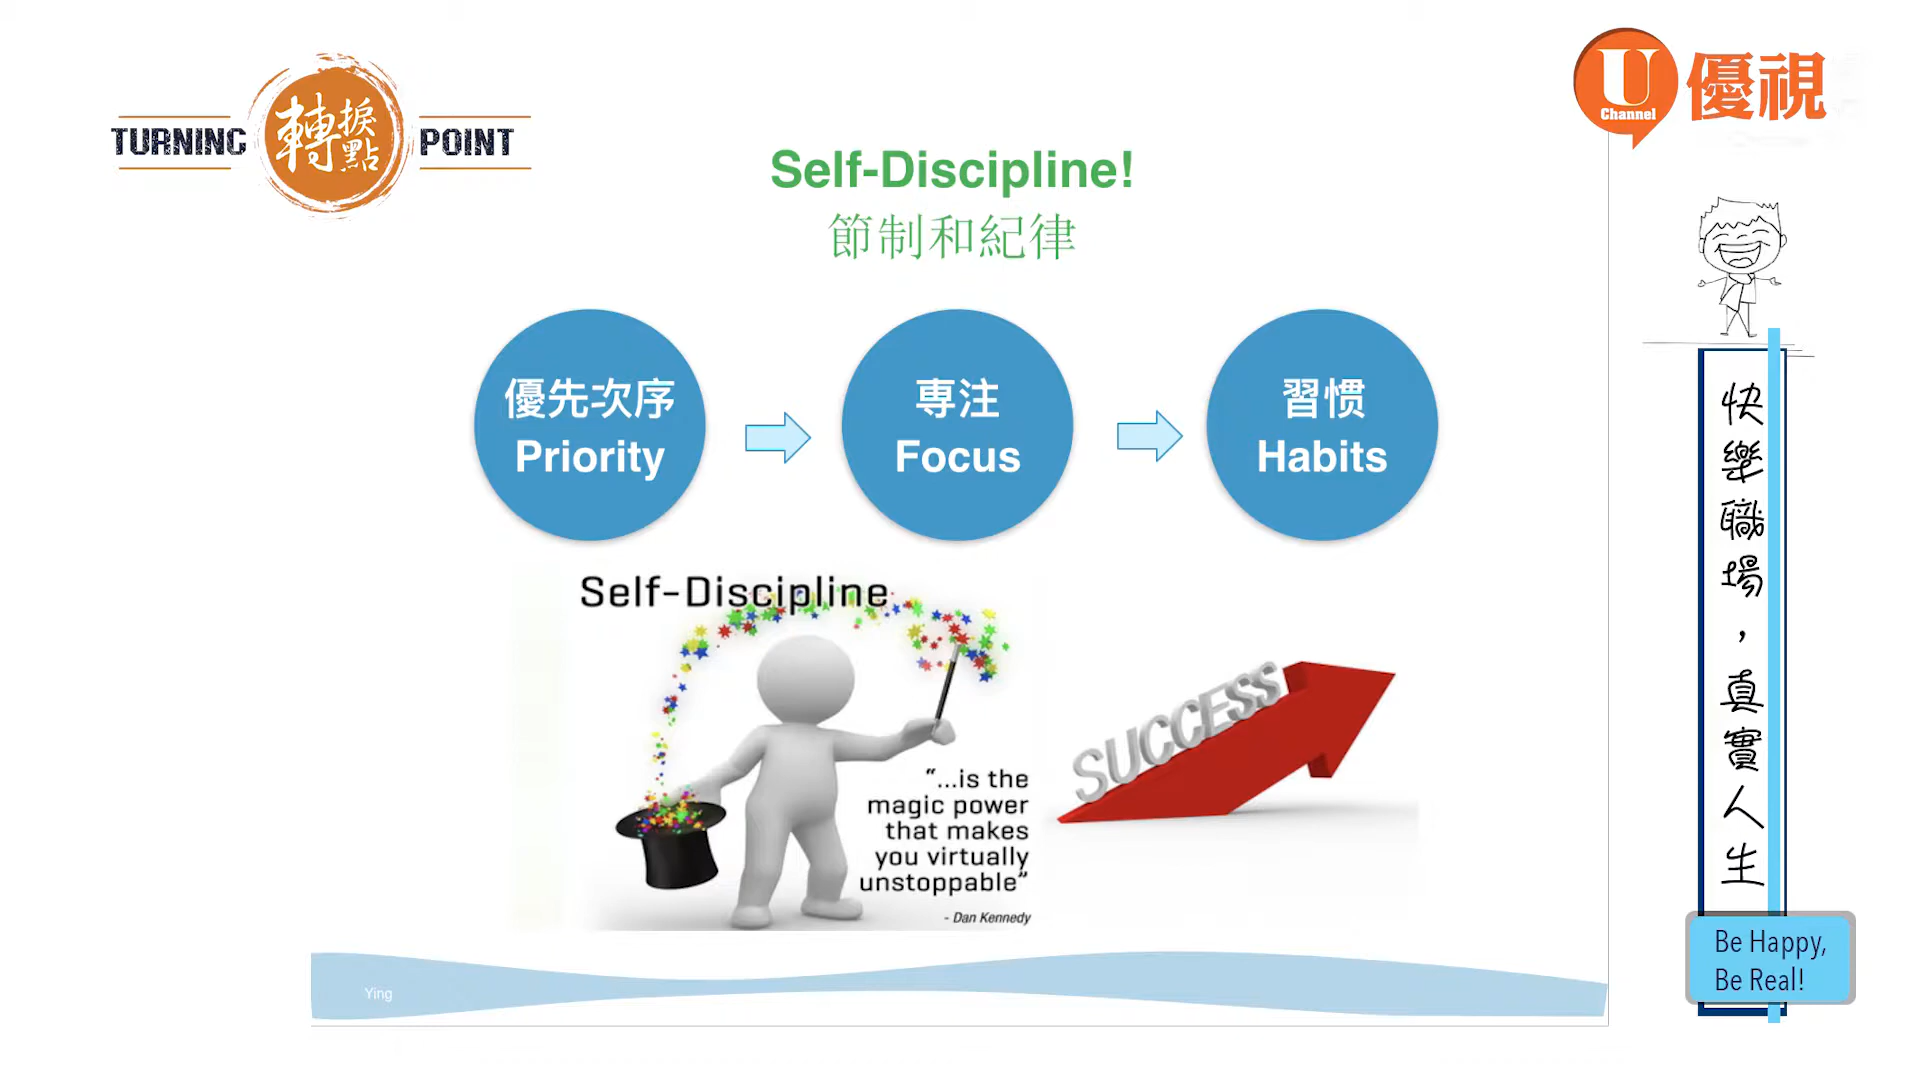 TURNING 轉捩點 POINT
U Channel 優視
Self-Discipline!
節制和紀律
優先次序
Priority
專注
Focus
習惯
Habits
Self-Discipline
"...is the
magic power
that makes
you virtually
unstoppable"
- Dan Kennedy
SUCCESS
Ying
快樂職場，真實人生
Be Happy,
Be Real!